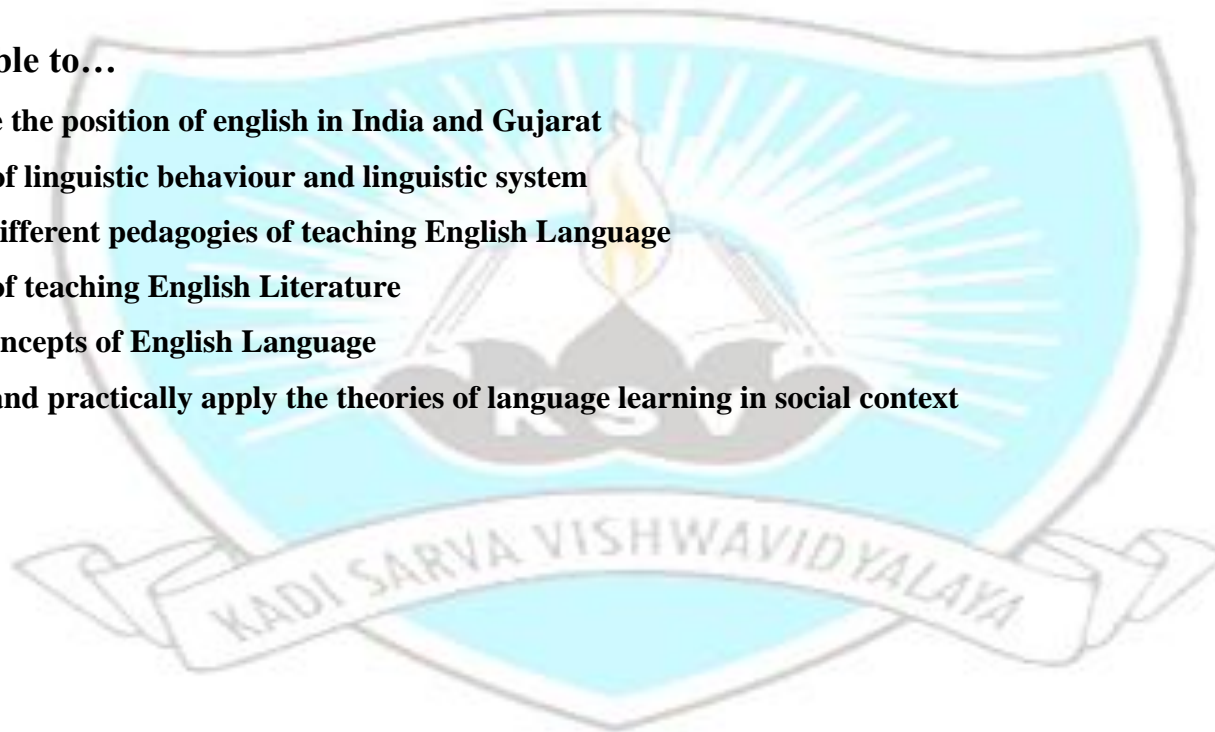 ble to…
e the position of english in India and Gujarat
of linguistic behaviour and linguistic system
ifferent pedagogies of teaching English Language
of teaching English Literature
ncepts of English Language
and practically apply the theories of language learning in social context
KSV
KADI SARVA VISHWAVIDYALAYA